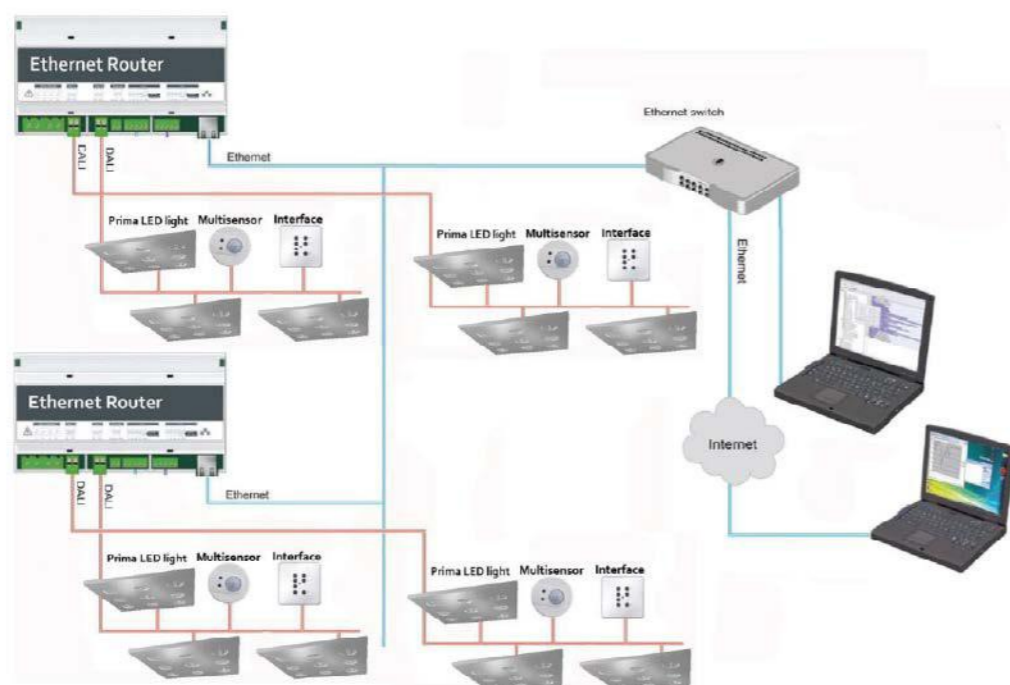 Ethernet Router
DALI
DALI
Ethernet
Ethernet switch
Prima LED light
Multisensor
Interface
Prima LED light
Multisensor
Interface
Ethernet
Ethernet Router
DALI
DALI
Ethernet
Internet
Prima LED light
Multisensor
Interface
Prima LED light
Multisensor
Interface